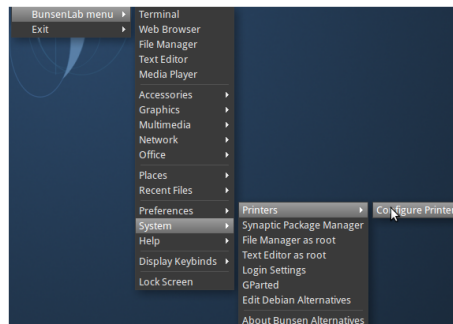 BunsenLab menu
Exit
Terminal
Web Browser
File Manager
Text Editor
Media Player
Accessories
Graphics
Multimedia
Network
Office
Places
Recent Files
Preferences
System
Help
Display Keybinds
Lock Screen
Printers
Synaptic Package Manager
File Manager as root
Text Editor as root
Login Settings
GParted
Edit Debian Alternatives
About Bunsen Alternatives
Configure Printer